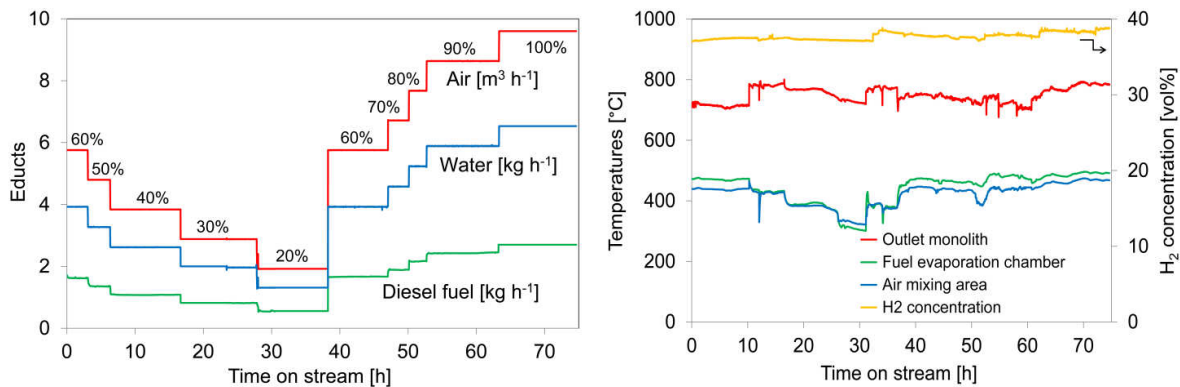 10
8
6
4
2
0
Educts
60%
50%
40%
30%
20%
60%
70%
80%
90%
100%
Air [m³ h⁻¹]
Water [kg h⁻¹]
Diesel fuel [kg h⁻¹]
0 10 20 30 40 50 60 70
Time on stream [h]
1000
800
600
400
200
0
Temperatures [°C]
Outlet monolith
Fuel evaporation chamber
Air mixing area
H2 concentration
0 10 20 30 40 50 60 70
Time on stream [h]
40
30
20
10
0
H₂ concentration [vol%]